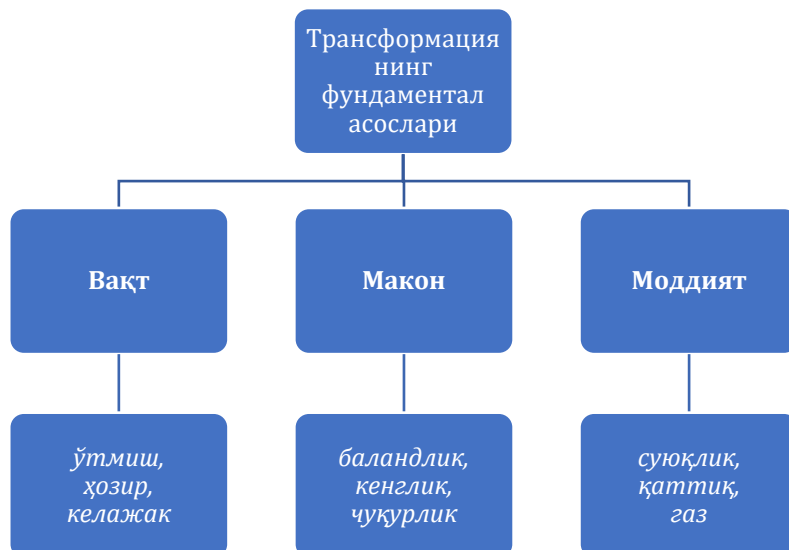 Трансформация
нинг
фундаментал
асослари
Вақт
Макон
Моддият
ўтмиш,
ҳозир,
келажак
баландлик,
кенглик,
чуқурлик
суюқлик,
қаттиқ,
газ